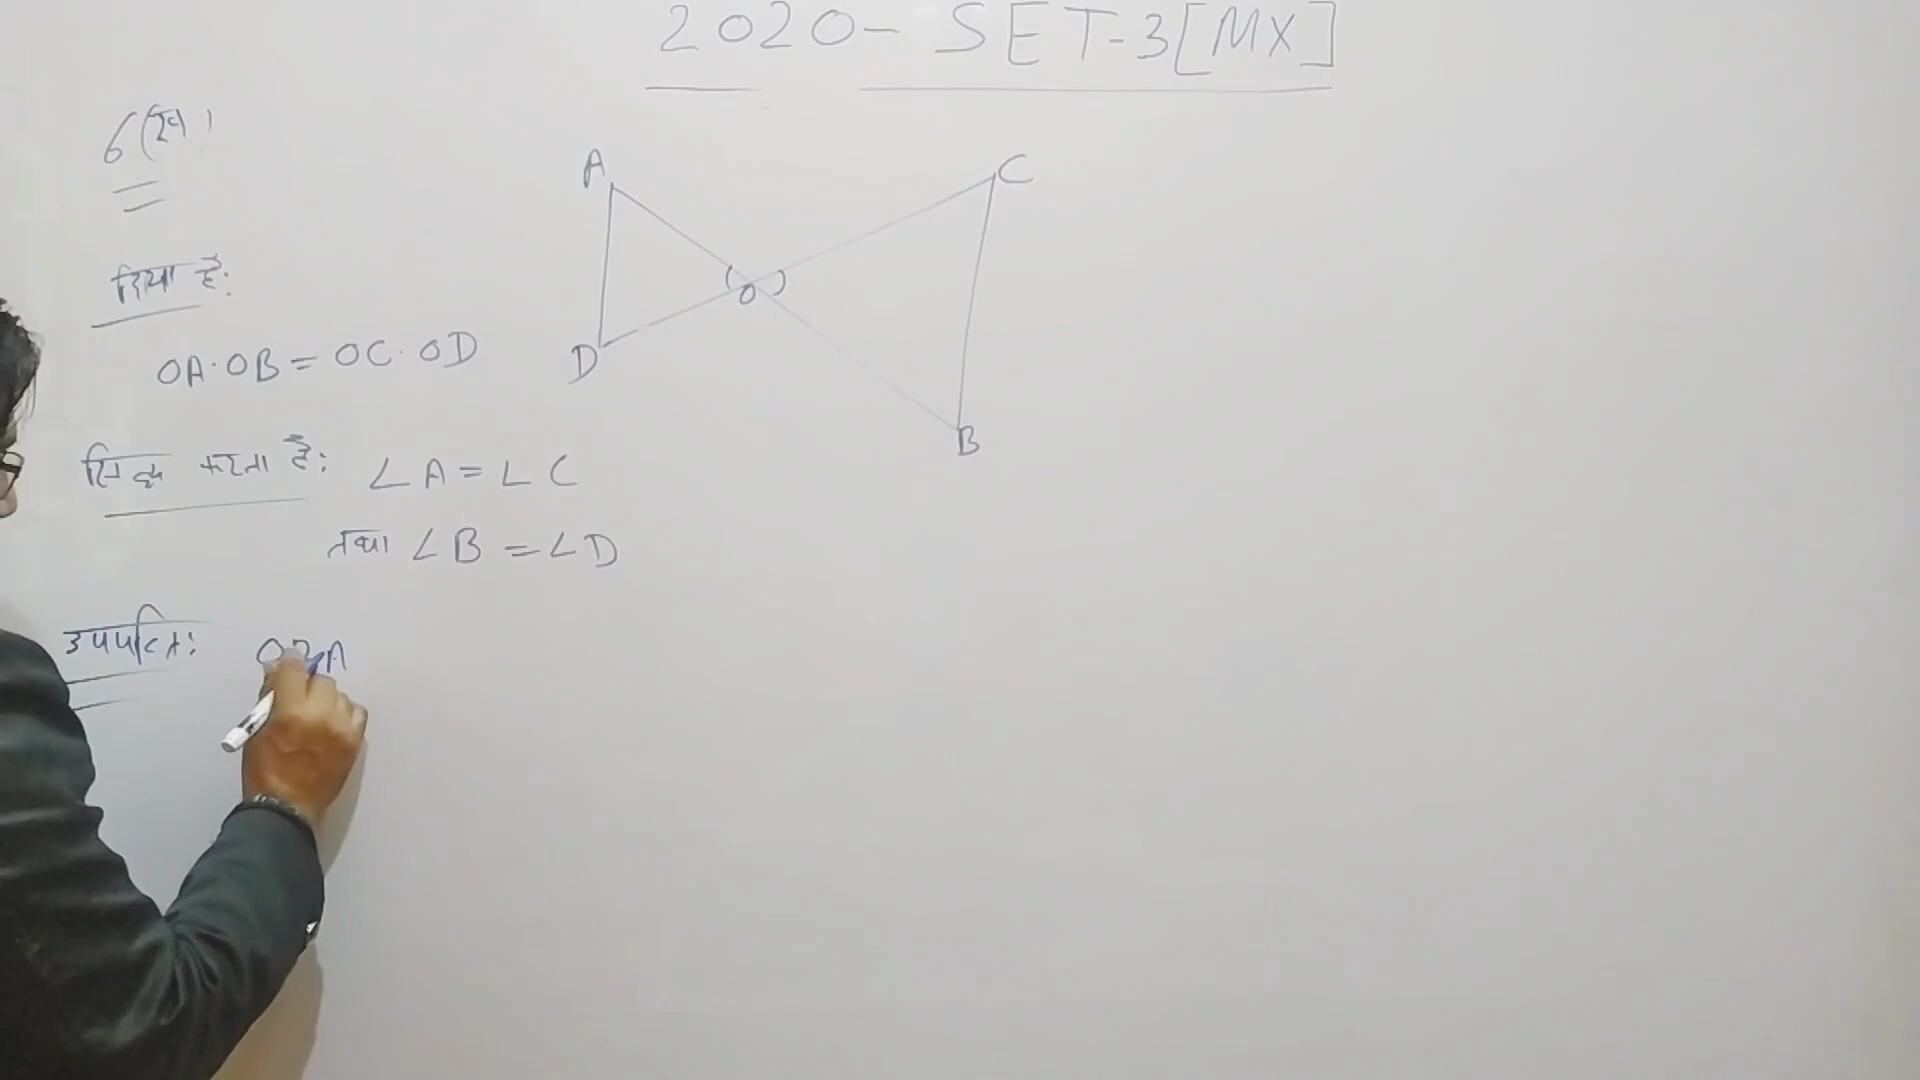 2020- SET-3[MX]
6(ख)
A
C
दिया है:
O
OA·OB = OC·OD
D
B
सिद्ध करना है: ∠A = ∠C
तथा ∠B = ∠D
उपपत्ति: